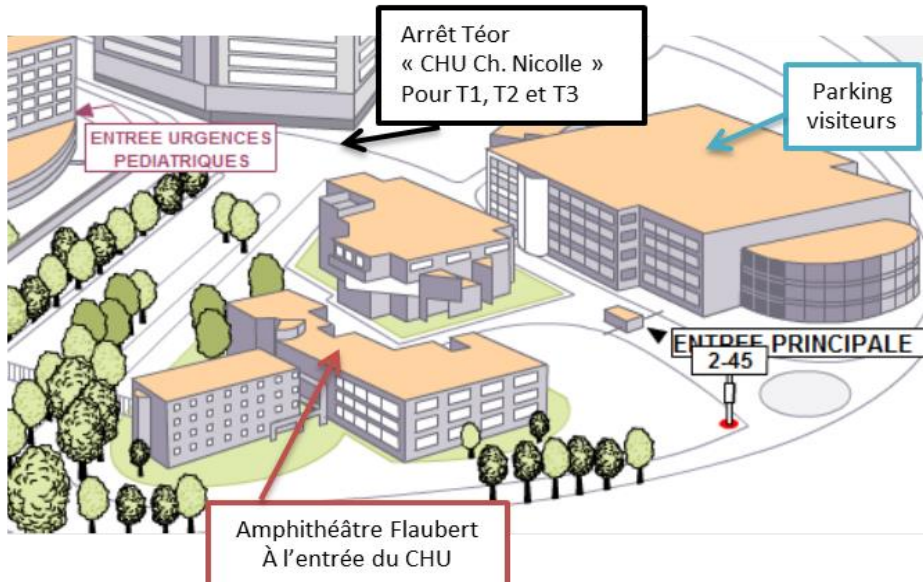 Arrêt Téor
« CHU Ch. Nicolle »
Pour T1, T2 et T3
Parking
visiteurs
ENTREE URGENCES
PEDIATRIQUES
ENTREE PRINCIPALE
2-45
Amphithéâtre Flaubert
À l’entrée du CHU